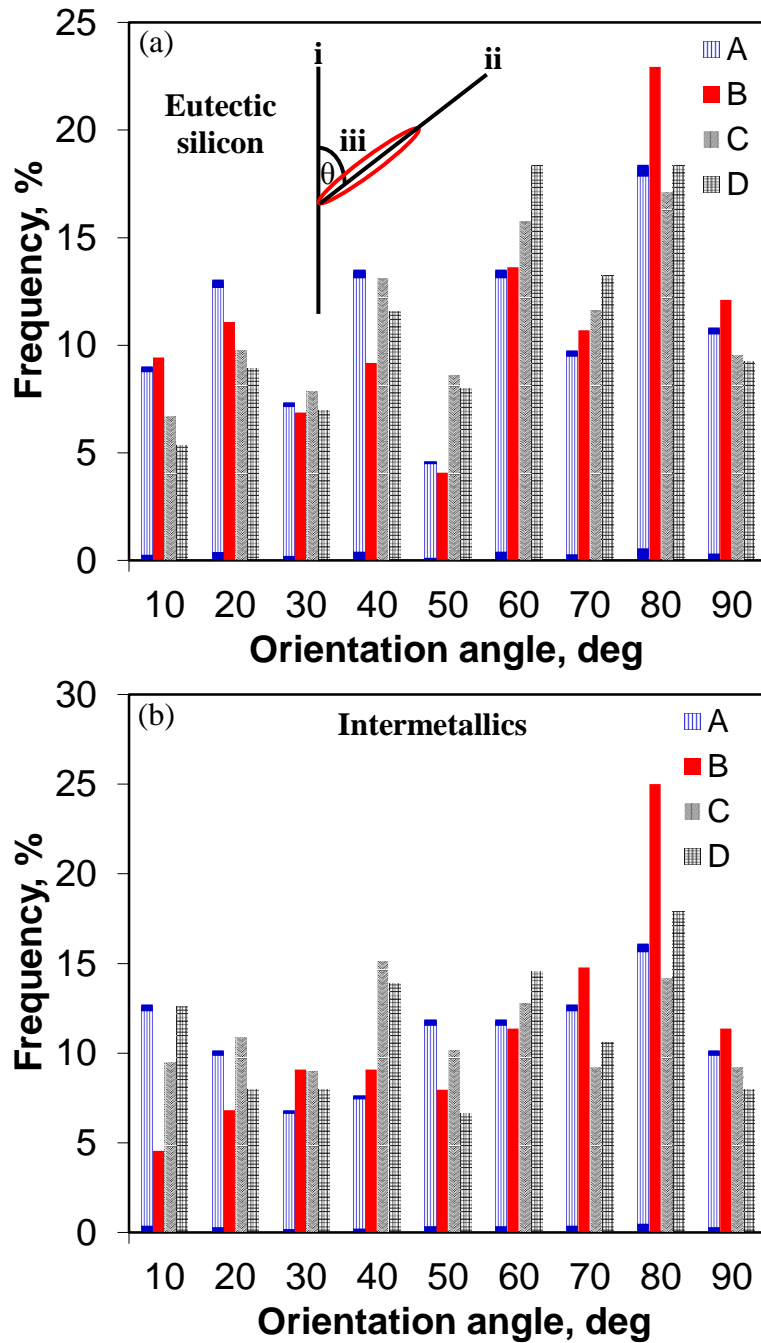 (a)
i
ii
Eutectic
silicon
iii
θ
A
B
C
D
25
20
15
10
5
0
Frequency, %
10 20 30 40 50 60 70 80 90
Orientation angle, deg
(b)
Intermetallics
A
B
C
D
30
25
20
15
10
5
0
Frequency, %
10 20 30 40 50 60 70 80 90
Orientation angle, deg